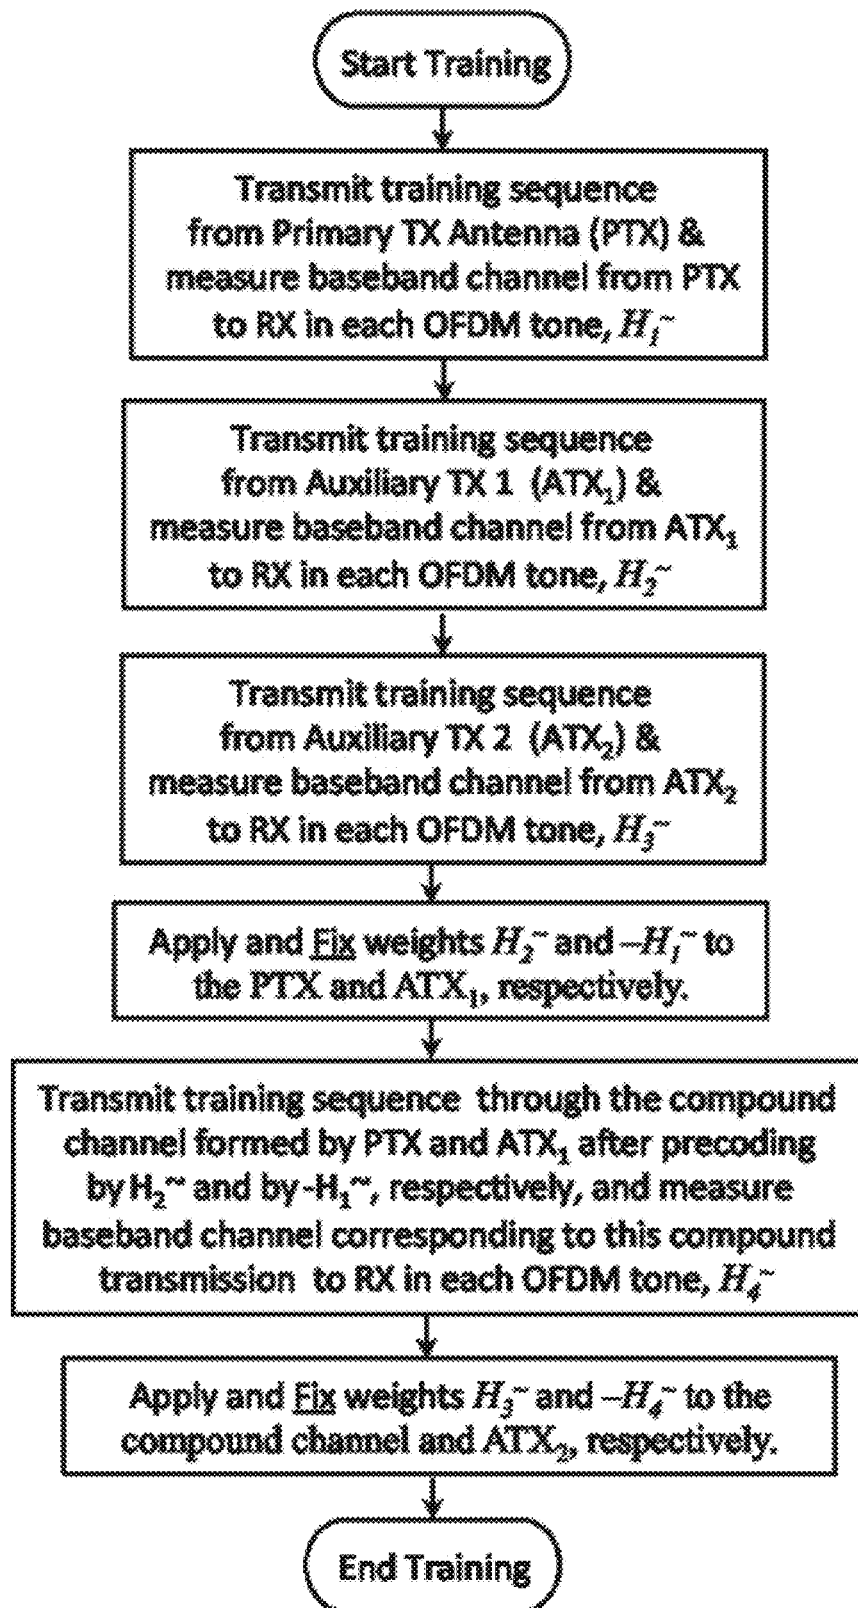 Start Training
Transmit training sequence
from Primary TX Antenna (PTX) &
measure baseband channel from PTX
to RX in each OFDM tone, H₁~
Transmit training sequence
from Auxiliary TX 1 (ATX₁) &
measure baseband channel from ATX₁
to RX in each OFDM tone, H₂~
Transmit training sequence
from Auxiliary TX 2 (ATX₂) &
measure baseband channel from ATX₂
to RX in each OFDM tone, H₃~
Apply and Fix weights H₂~ and –H₁~ to
the PTX and ATX₁, respectively.
Transmit training sequence through the compound
channel formed by PTX and ATX₁ after precoding
by H₂~ and by -H₁~, respectively, and measure
baseband channel corresponding to this compound
transmission to RX in each OFDM tone, H₄~
Apply and Fix weights H₃~ and –H₄~ to the
compound channel and ATX₂, respectively.
End Training